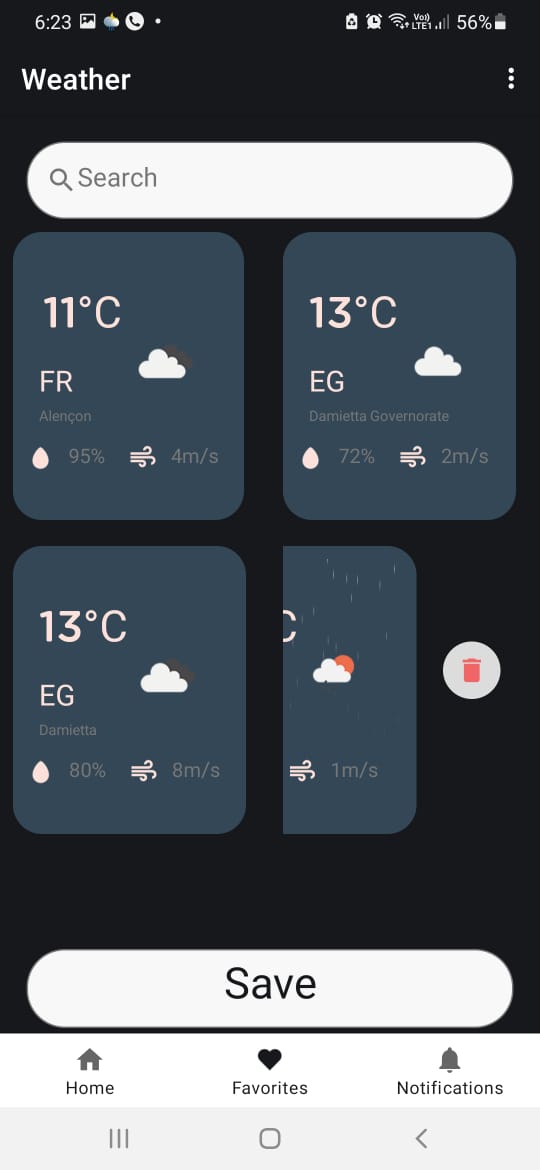 6:23 Vo)) LTE1 56%
Weather
Search
11°C
FR
Alençon
95% 4m/s
13°C
EG
Damietta Governorate
72% 2m/s
13°C
EG
Damietta
80% 8m/s
C
1m/s
Save
Home Favorites Notifications